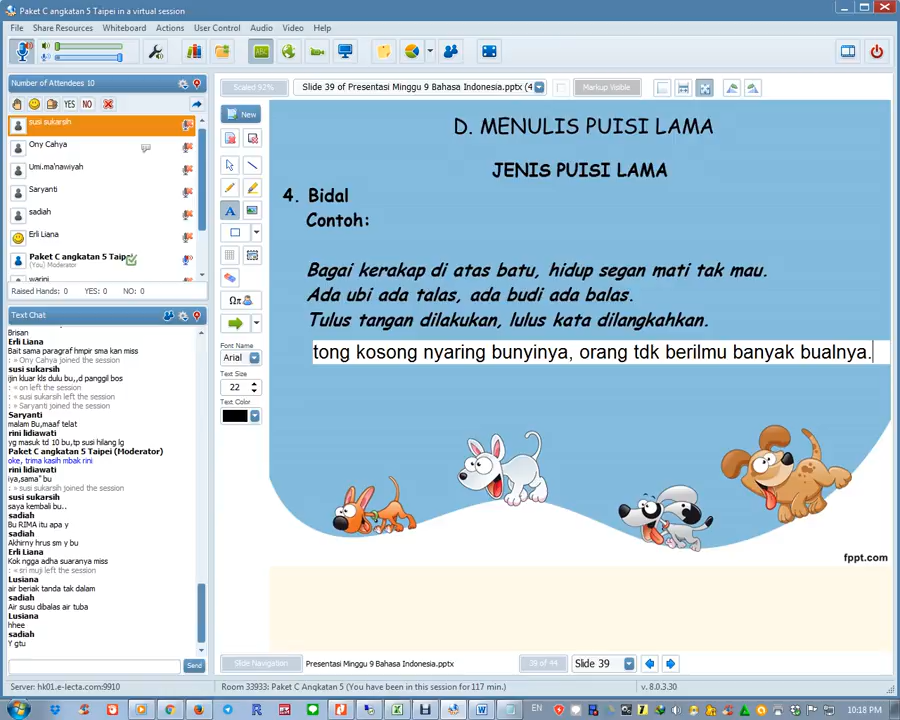 Paket C angkatan 5 Taipei in a virtual session
File Share Resources Whiteboard Actions User Control Audio Video Help
Number of Attendees 10
YES NO
susi sukarsih
Ony Cahya
Umi.ma'nawiyah
Saryanti
sadiah
Erli Liana
Paket C angkatan 5 Taipei
(You) Moderator
warini
Raised Hands: 0 YES: 0 NO: 0
Text Chat
Brisan
Erli Liana
Bait sama paragraf hmpir sma kan miss
: » Ony Cahya joined the session
susi sukarsih
ijin kluar kls dulu bu,,d panggil bos
: « on left the session
: « susi sukarsih left the session
: » Saryanti joined the session
Saryanti
malam Bu,maaf telat
rini lidiawati
yg masuk td 10 bu,tp susi hilang lg
Paket C angkatan 5 Taipei (Moderator)
oke, trima kasih mbak rini
rini lidiawati
iya,sama" bu
: » susi sukarsih joined the session
susi sukarsih
saya kembali bu..
sadiah
Bu RIMA itu apa y
sadiah
Akhirny hrus sm y bu
Erli Liana
Kok ngga adha suaranya miss
: « sri muji left the session
Lusiana
air beriak tanda tak dalam
sadiah
Air susu dibalas air tuba
Lusiana
hhee
sadiah
Y gtu
Send
Scaled 92% Slide 39 of Presentasi Minggu 9 Bahasa Indonesia.pptx (4 Markup Visible
New
A
Ωπ
Font Name
Arial
Text Size
22
Text Color
D. MENULIS PUISI LAMA
JENIS PUISI LAMA
4. Bidal
Contoh:
Bagai kerakap di atas batu, hidup segan mati tak mau.
Ada ubi ada talas, ada budi ada balas.
Tulus tangan dilakukan, lulus kata dilangkahkan.
tong kosong nyaring bunyinya, orang tdk berilmu banyak bualnya.
fppt.com
Slide Navigation Presentasi Minggu 9 Bahasa Indonesia.pptx 39 of 44 Slide 39
Server: hk01.e-lecta.com:9910 Room 33933: Paket C Angkatan 5 (You have been in this session for 117 min.) v. 8.0.3.30
EN 10:18 PM